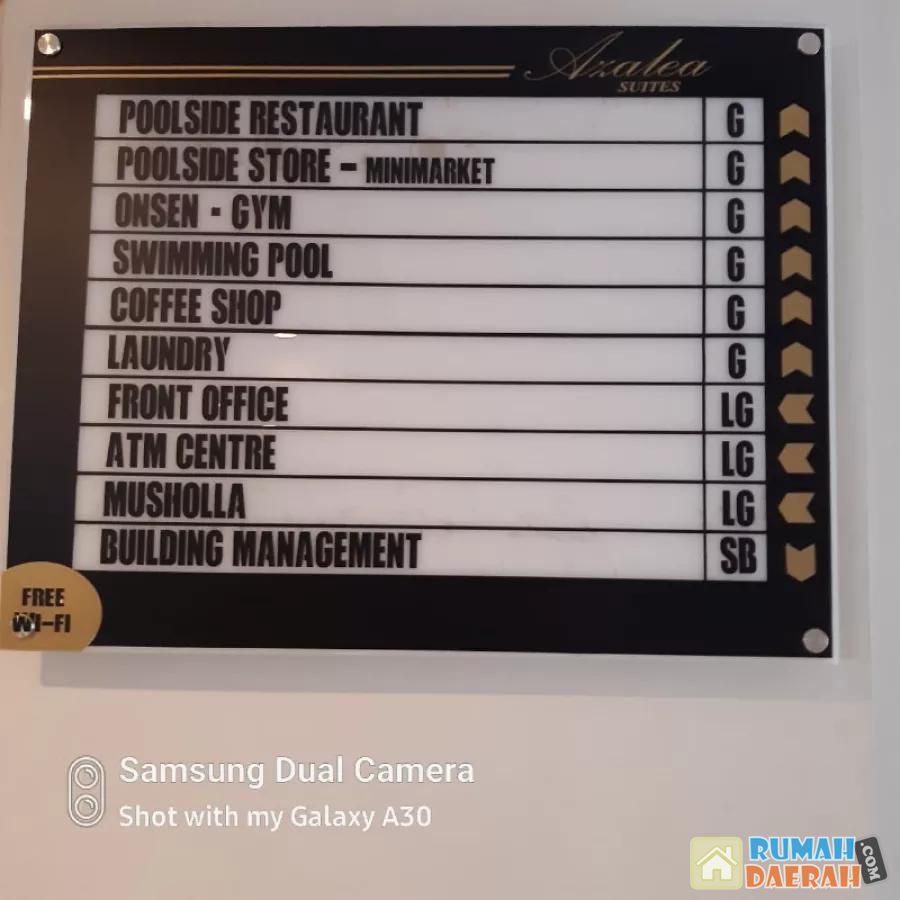 Azalea
SUITES
POOLSIDE RESTAURANT G
POOLSIDE STORE - MINIMARKET G
ONSEN - GYM G
SWIMMING POOL G
COFFEE SHOP G
LAUNDRY G
FRONT OFFICE LG
ATM CENTRE LG
MUSHOLLA LG
BUILDING MANAGEMENT SB
FREE
WI-FI
Samsung Dual Camera
Shot with my Galaxy A30
RUMAH
DAERAH.COM